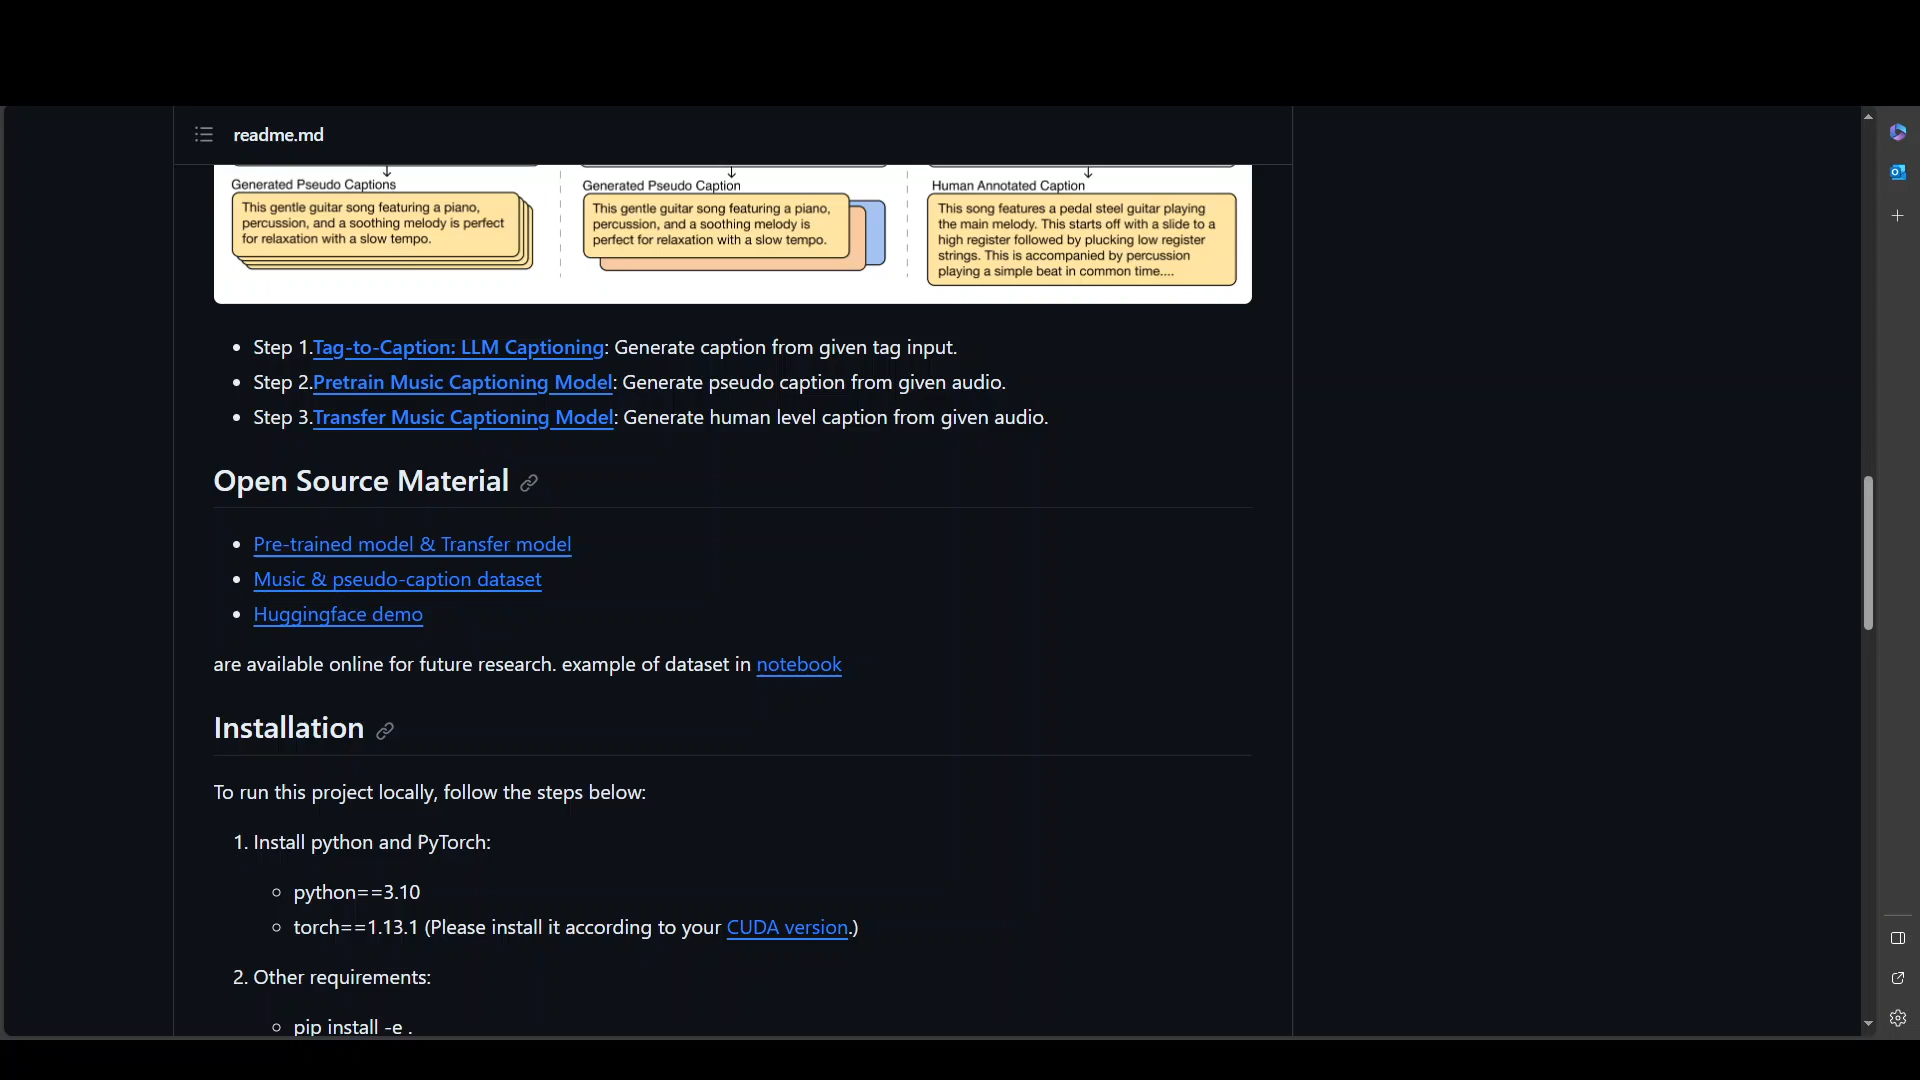 readme.md
Generated Pseudo Captions
This gentle guitar song featuring a piano,
percussion, and a soothing melody is perfect
for relaxation with a slow tempo.
Generated Pseudo Caption
This gentle guitar song featuring a piano,
percussion, and a soothing melody is
perfect for relaxation with a slow tempo.
Human Annotated Caption
This song features a pedal steel guitar playing
the main melody. This starts off with a slide to a
high register followed by plucking low register
strings. This is accompanied by percussion
playing a simple beat in common time....
Step 1.Tag-to-Caption: LLM Captioning: Generate caption from given tag input.
Step 2.Pretrain Music Captioning Model: Generate pseudo caption from given audio.
Step 3.Transfer Music Captioning Model: Generate human level caption from given audio.
Open Source Material
Pre-trained model & Transfer model
Music & pseudo-caption dataset
Huggingface demo
are available online for future research. example of dataset in notebook
Installation
To run this project locally, follow the steps below:
1. Install python and PyTorch:
python==3.10
torch==1.13.1 (Please install it according to your CUDA version.)
2. Other requirements:
pip install -e .